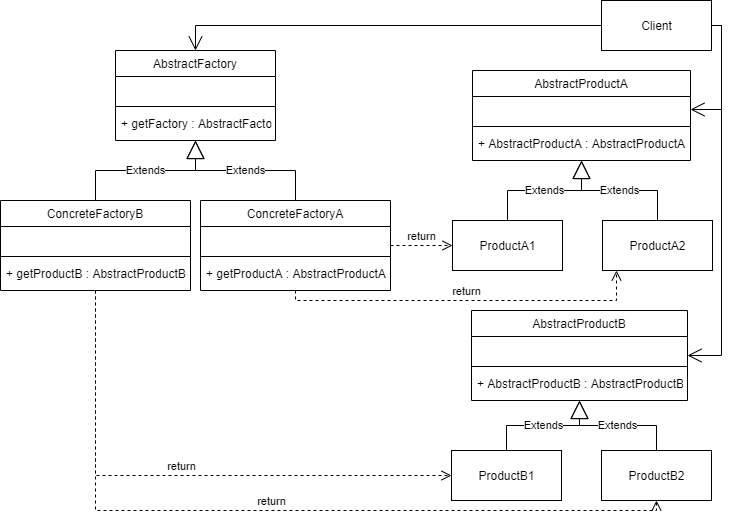 Client
AbstractFactory
+ getFactory : AbstractFacto
AbstractProductA
+ AbstractProductA : AbstractProductA
Extends
Extends
Extends
Extends
ConcreteFactoryB
+ getProductB : AbstractProductB
ConcreteFactoryA
+ getProductA : AbstractProductA
return
ProductA1
ProductA2
return
AbstractProductB
+ AbstractProductB : AbstractProductB
Extends
Extends
return
ProductB1
ProductB2
return